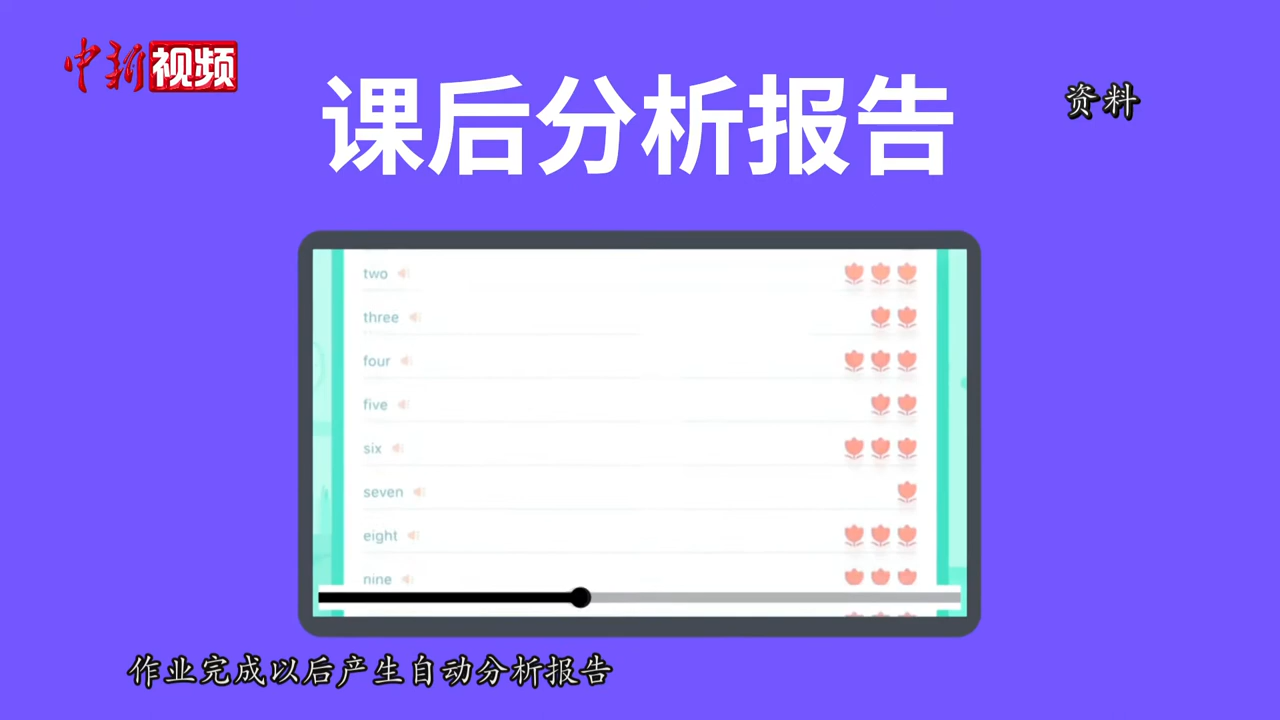 中新视频
课后分析报告
资料
two
three
four
five
six
seven
eight
nine
作业完成以后产生自动分析报告